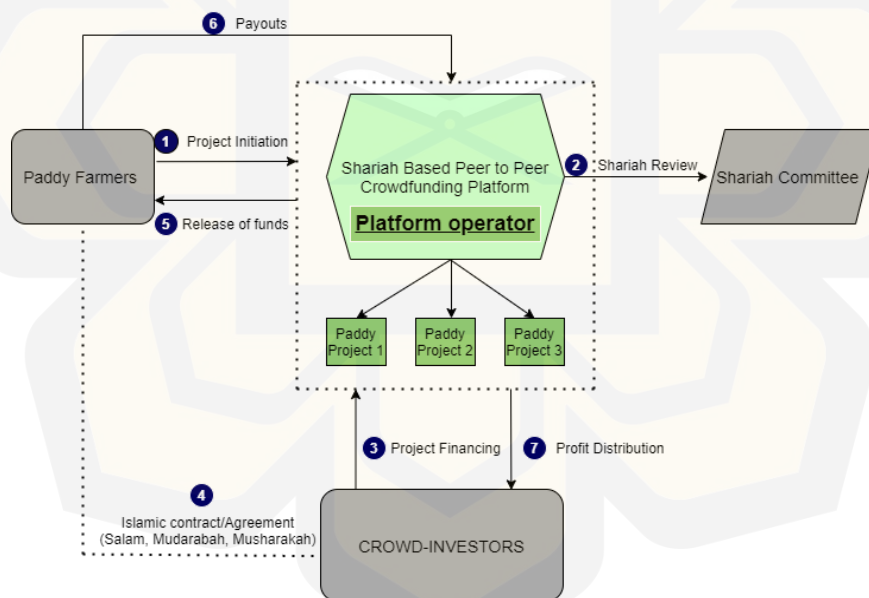 6 Payouts
1 Project Initiation
Paddy Farmers
5 Release of funds
Shariah Based Peer to Peer
Crowdfunding Platform
Platform operator
2 Shariah Review
Shariah Committee
Paddy
Project 1
Paddy
Project 2
Paddy
Project 3
3 Project Financing
7 Profit Distribution
4
Islamic contract/Agreement
(Salam, Mudarabah, Musharakah)
CROWD-INVESTORS